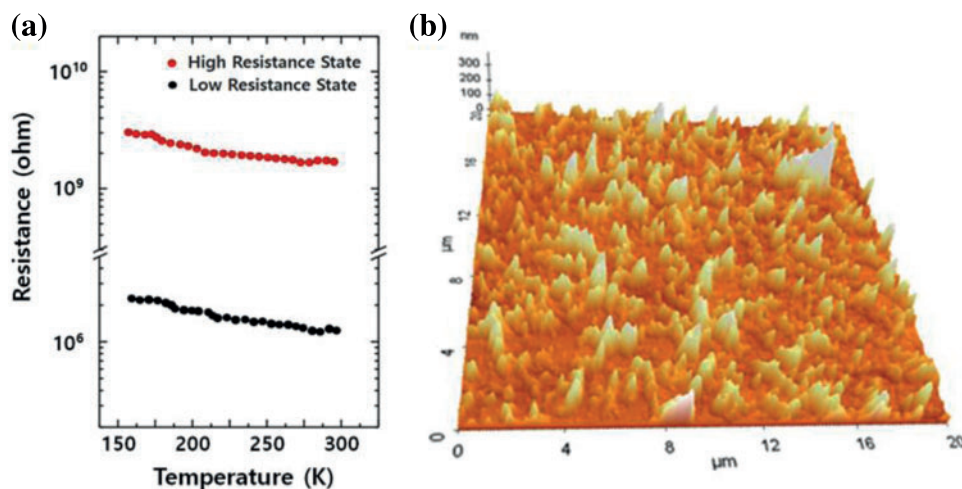 (a)
High Resistance State
Low Resistance State
10¹⁰
10⁹
10⁶
Resistance (ohm)
150 200 250 300
Temperature (K)
(b)
nm
300
200
100
0
20
16
12
μm
8
4
0
0 4 8 12 16 20
μm